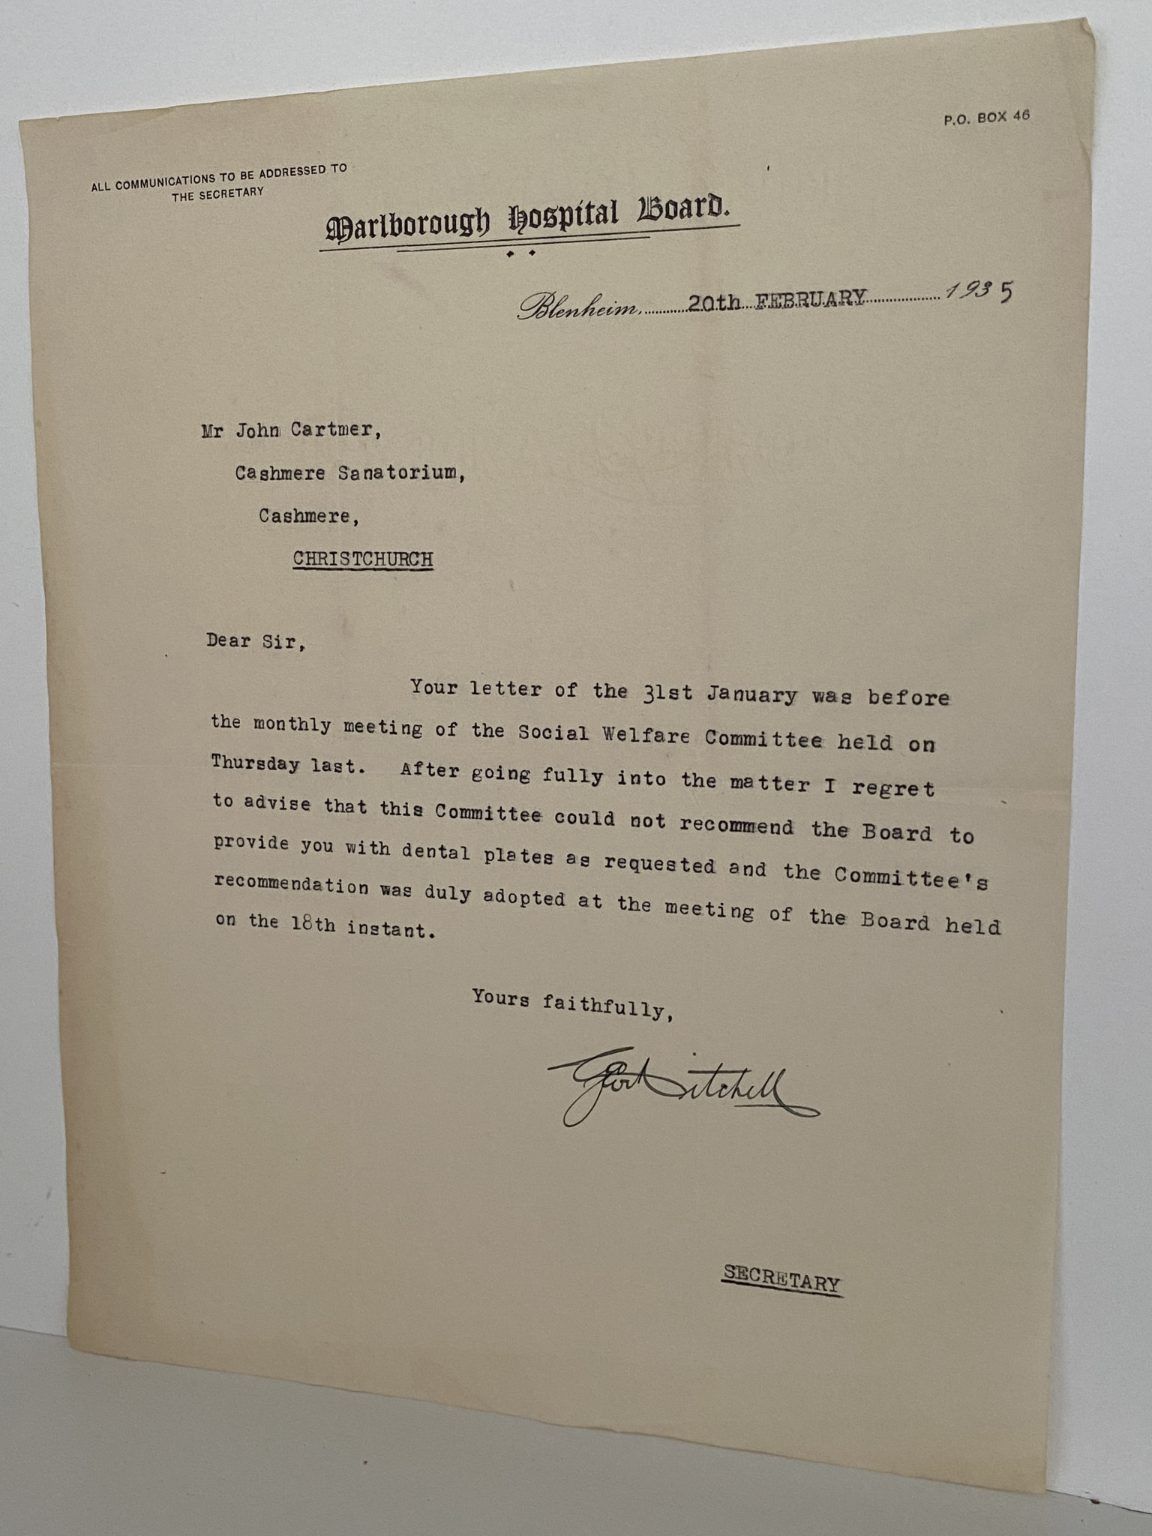 P.O. BOX 46
ALL COMMUNICATIONS TO BE ADDRESSED TO
THE SECRETARY
Marlborough Hospital Board.
Blenheim, 20th FEBRUARY 1935
Mr John Cartmer,
Cashmere Sanatorium,
Cashmere,
CHRISTCHURCH
Dear Sir,
Your letter of the 31st January was before
the monthly meeting of the Social Welfare Committee held on
Thursday last. After going fully into the matter I regret
to advise that this Committee could not recommend the Board to
provide you with dental plates as requested and the Committee's
recommendation was duly adopted at the meeting of the Board held
on the 18th instant.
Yours faithfully,
SECRETARY